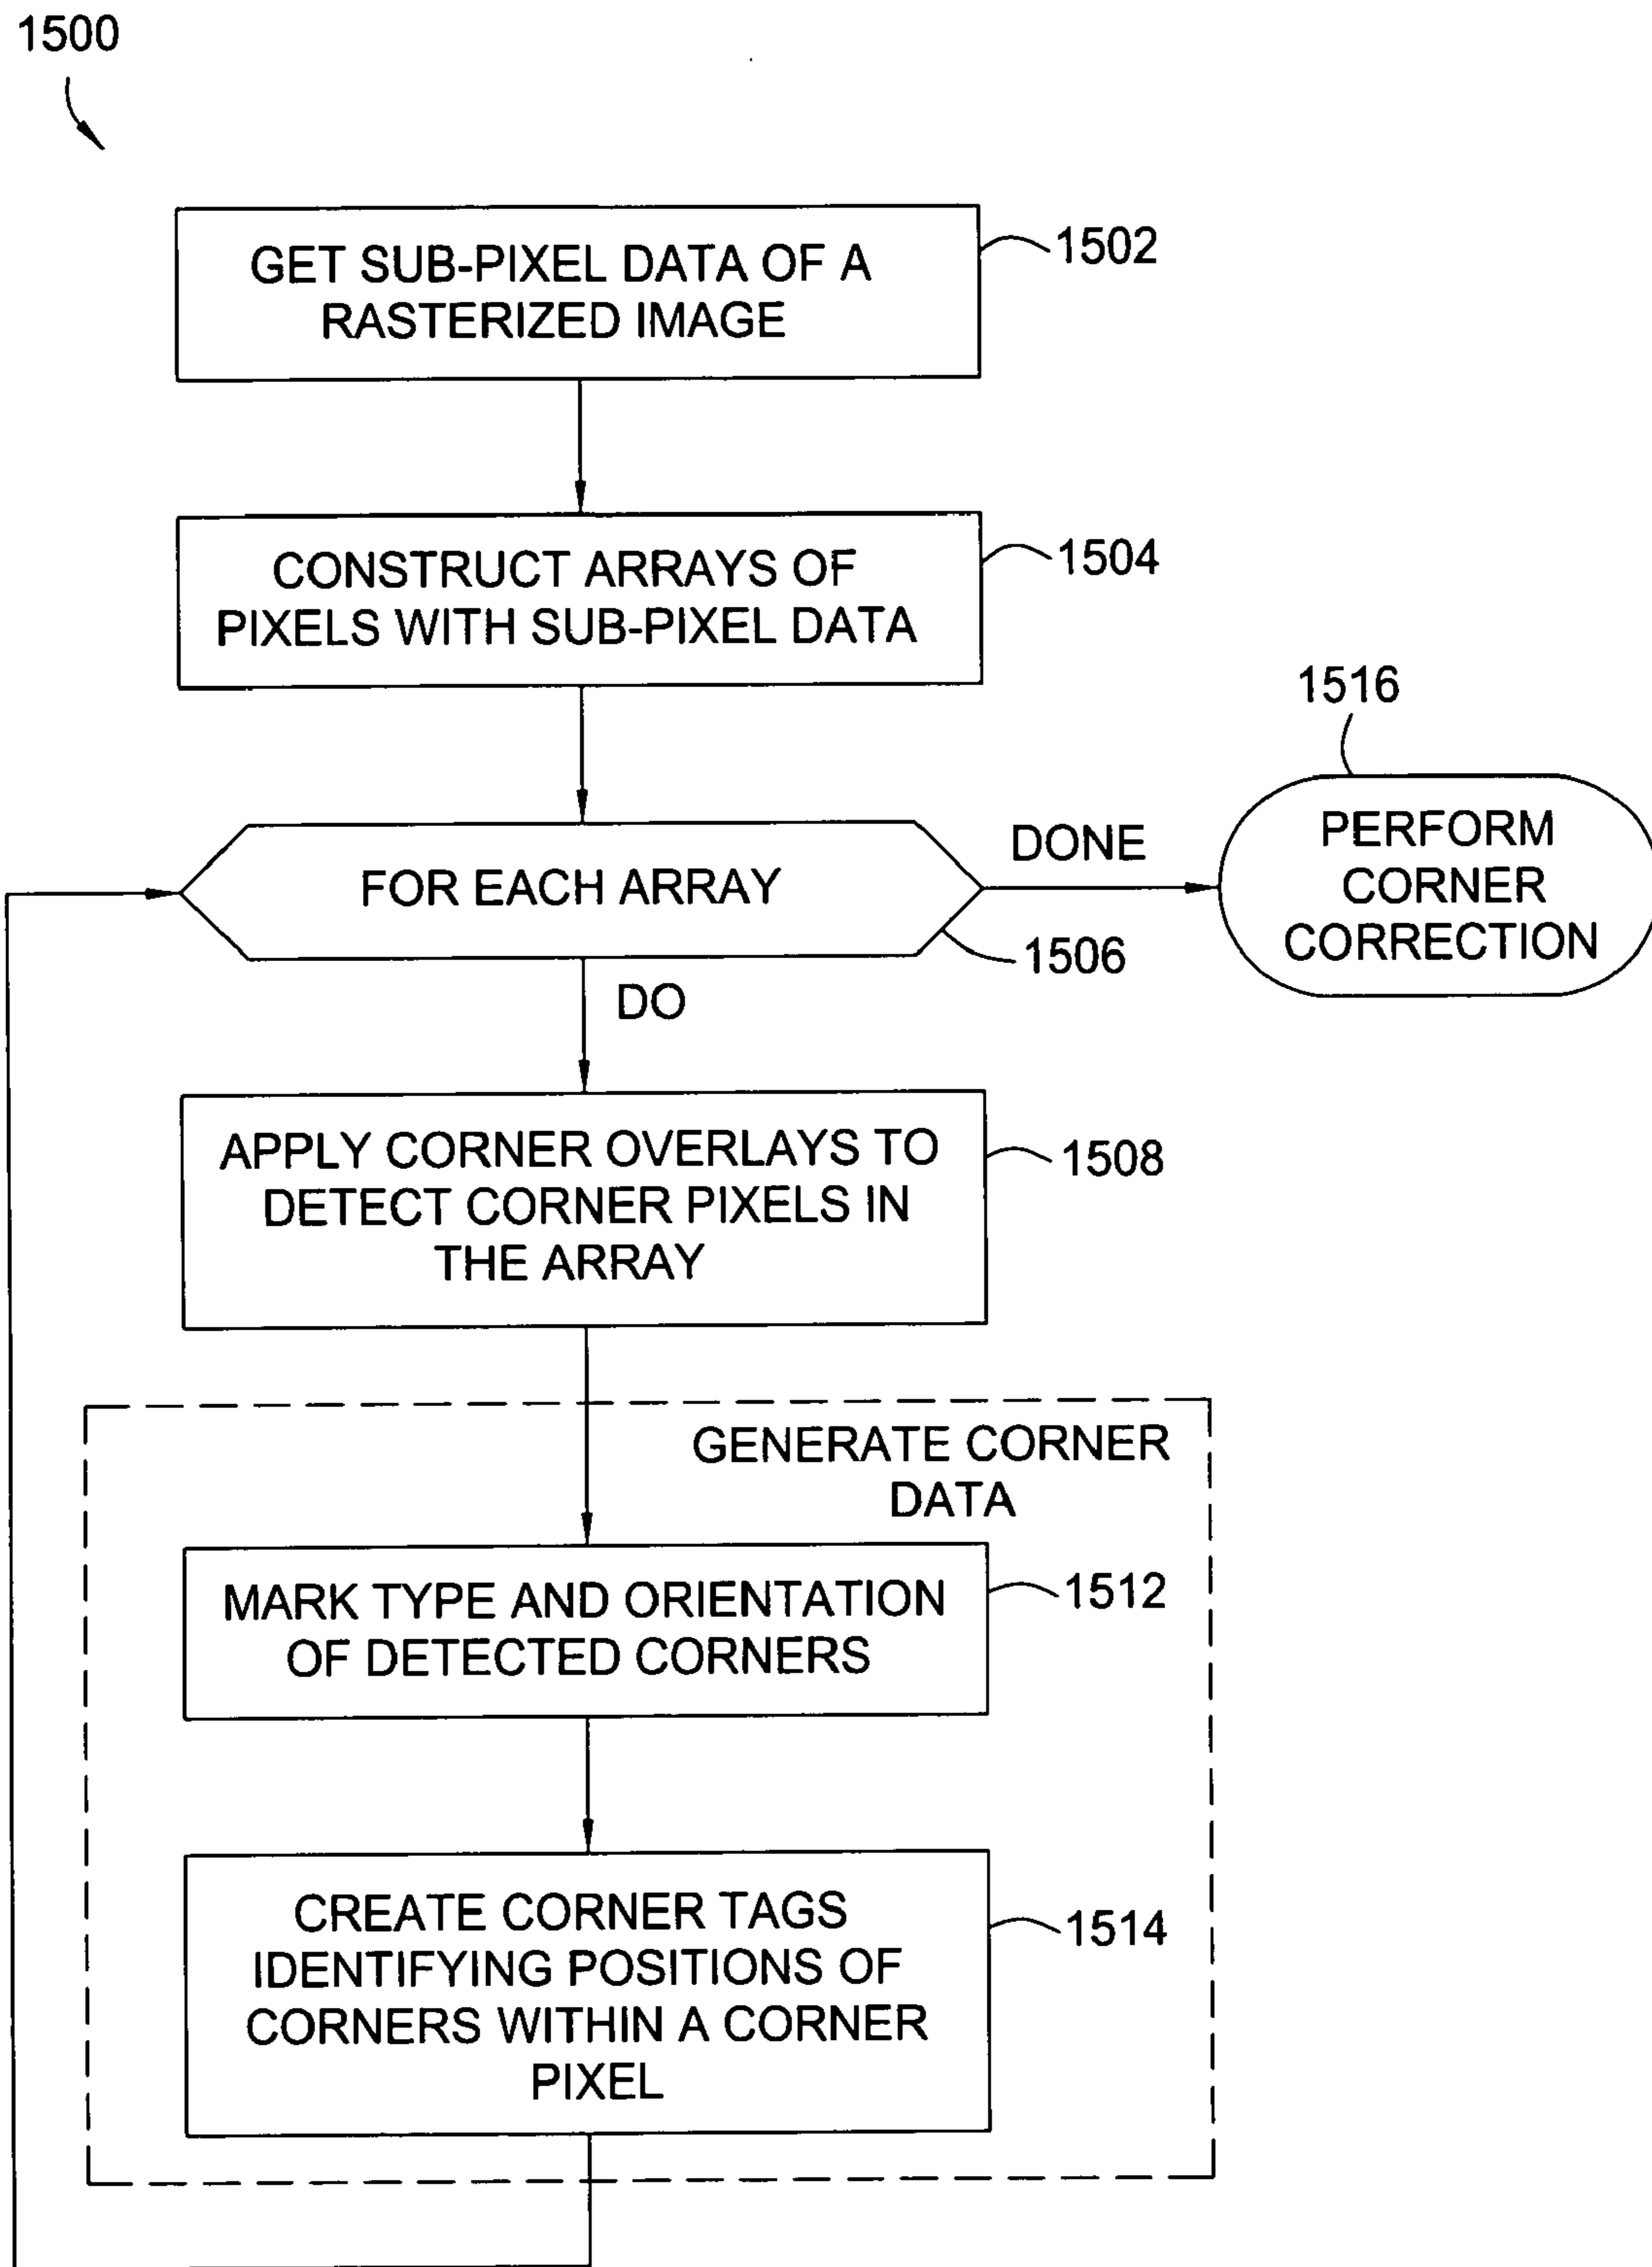 1500
GET SUB-PIXEL DATA OF A
RASTERIZED IMAGE
1502
CONSTRUCT ARRAYS OF
PIXELS WITH SUB-PIXEL DATA
1504
1516
FOR EACH ARRAY
DONE
PERFORM
CORNER
CORRECTION
1506
DO
APPLY CORNER OVERLAYS TO
DETECT CORNER PIXELS IN
THE ARRAY
1508
GENERATE CORNER
DATA
MARK TYPE AND ORIENTATION
OF DETECTED CORNERS
1512
CREATE CORNER TAGS
IDENTIFYING POSITIONS OF
CORNERS WITHIN A CORNER
PIXEL
1514